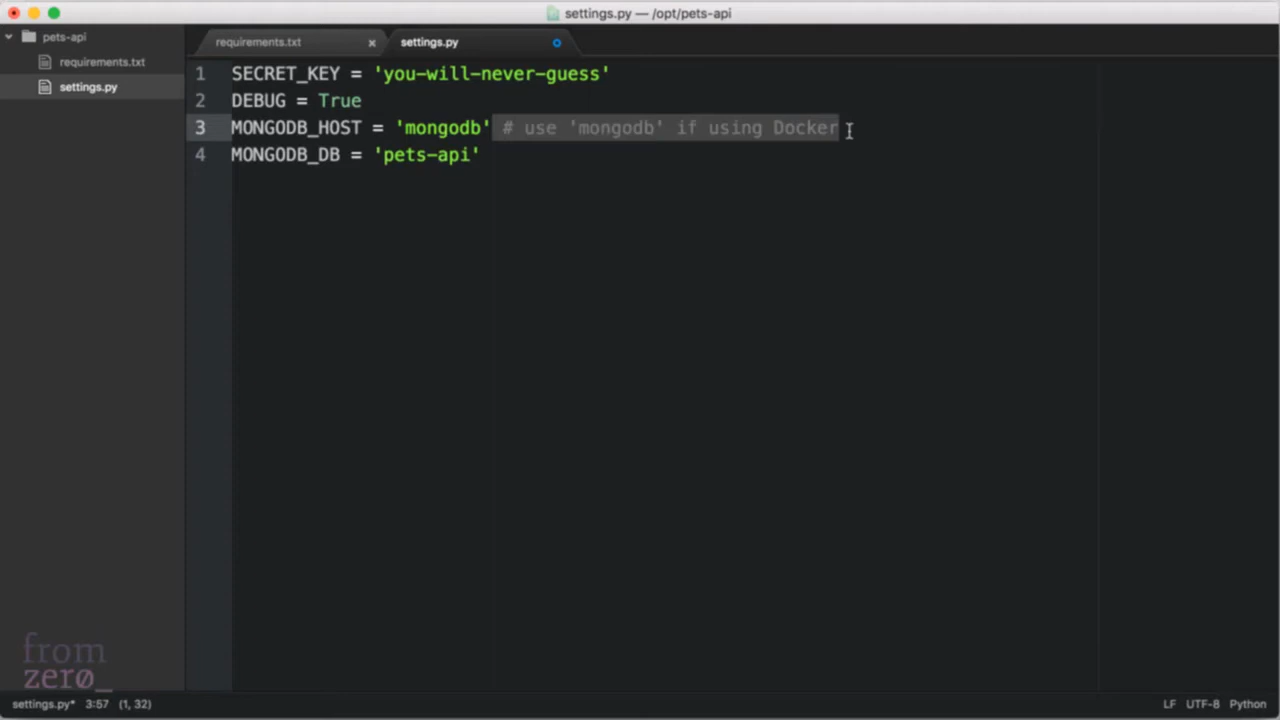 settings.py — /opt/pets-api
pets-api
requirements.txt
settings.py
requirements.txt
settings.py
1 SECRET_KEY = 'you-will-never-guess'
2 DEBUG = True
3 MONGODB_HOST = 'mongodb' # use 'mongodb' if using Docker
4 MONGODB_DB = 'pets-api'
from
zerø_
settings.py* 3:57 (1, 32) LF UTF-8 Python